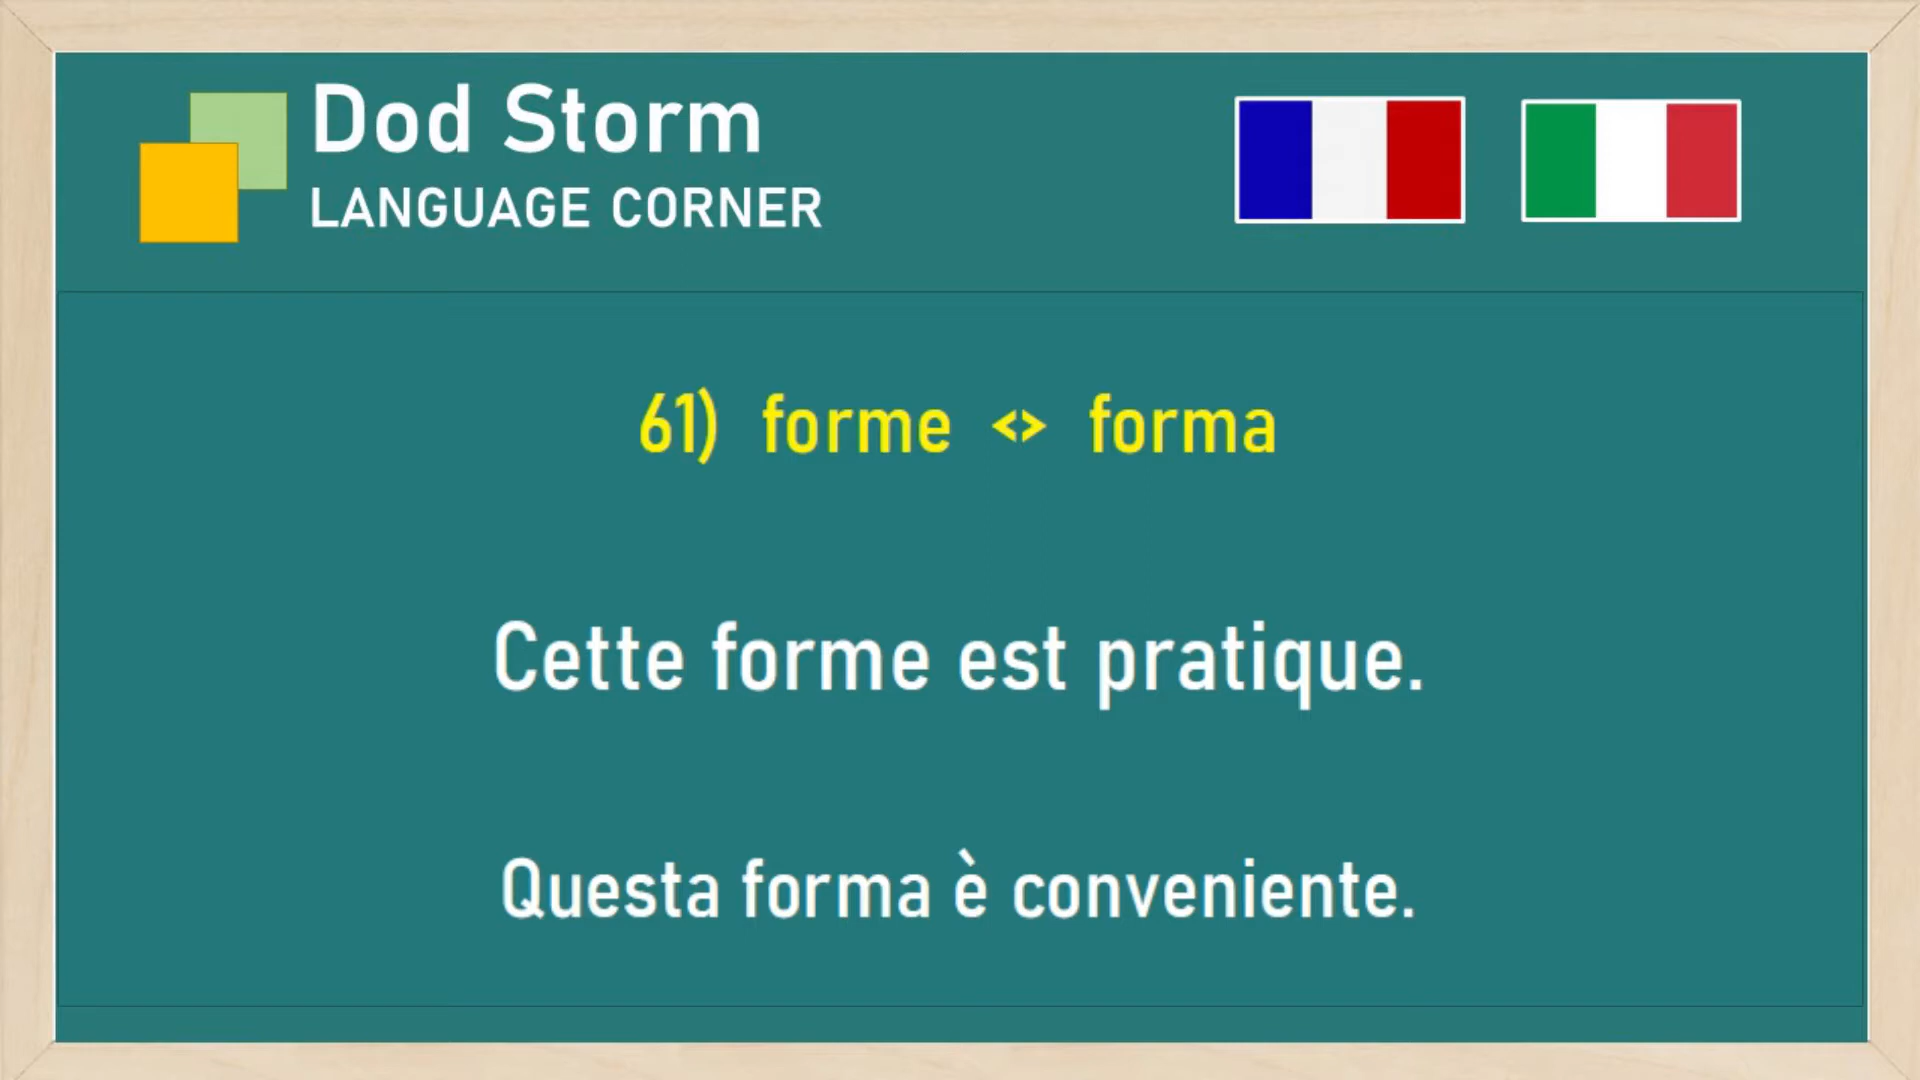 Dod Storm
LANGUAGE CORNER
61) forme <> forma
Cette forme est pratique.
Questa forma è conveniente.